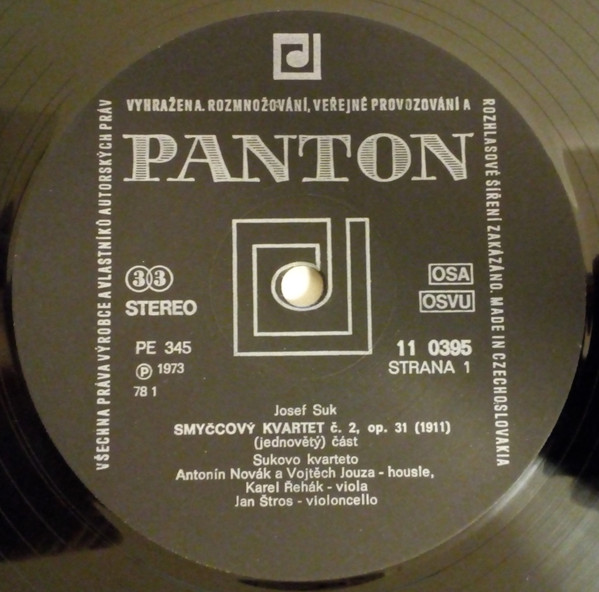 VŠECHNA PRÁVA VÝROBCE A VLASTNÍKŮ AUTORSKÝCH PRÁV
VYHRAŽENA. ROZMNOŽOVÁNÍ, VEŘEJNÉ PROVOZOVÁNÍ A
ROZHLASOVÉ ŠÍŘENÍ ZAKÁZÁNO. MADE IN CZECHOSLOVAKIA
PANTON
33
STEREO
OSA
OSVU
PE 345
Ⓟ 1973
78 1
11 0395
STRANA 1
Josef Suk
SMYČCOVÝ KVARTET č. 2, op. 31 (1911)
(jednovětý) část
Sukovo kvarteto
Antonín Novák a Vojtěch Jouza - housle,
Karel Řehák - viola
Jan Štros - violoncello